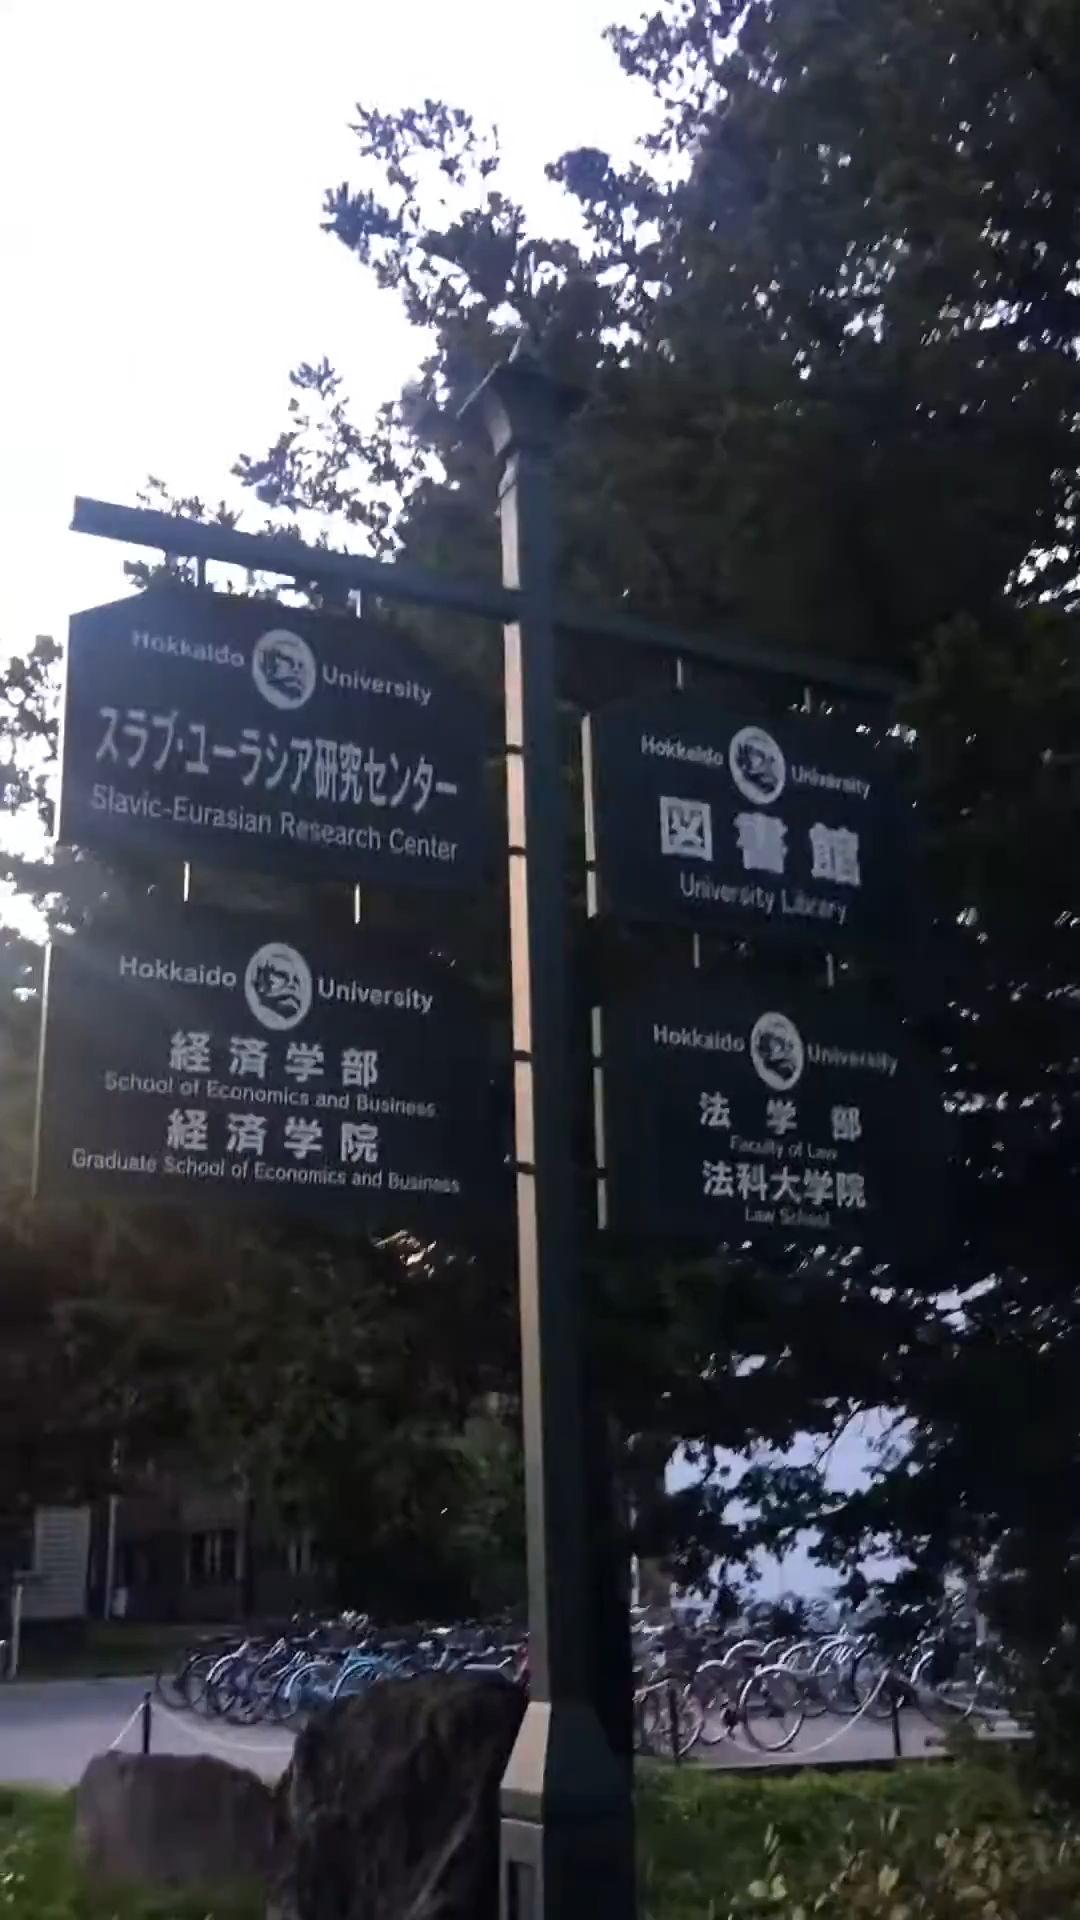 Hokkaido University
スラブ・ユーラシア研究センター
Slavic-Eurasian Research Center
Hokkaido University
経済学部
School of Economics and Business
経済学院
Graduate School of Economics and Business
Hokkaido University
図書館
University Library
Hokkaido University
法学部
Faculty of Law
法科大学院
Law School